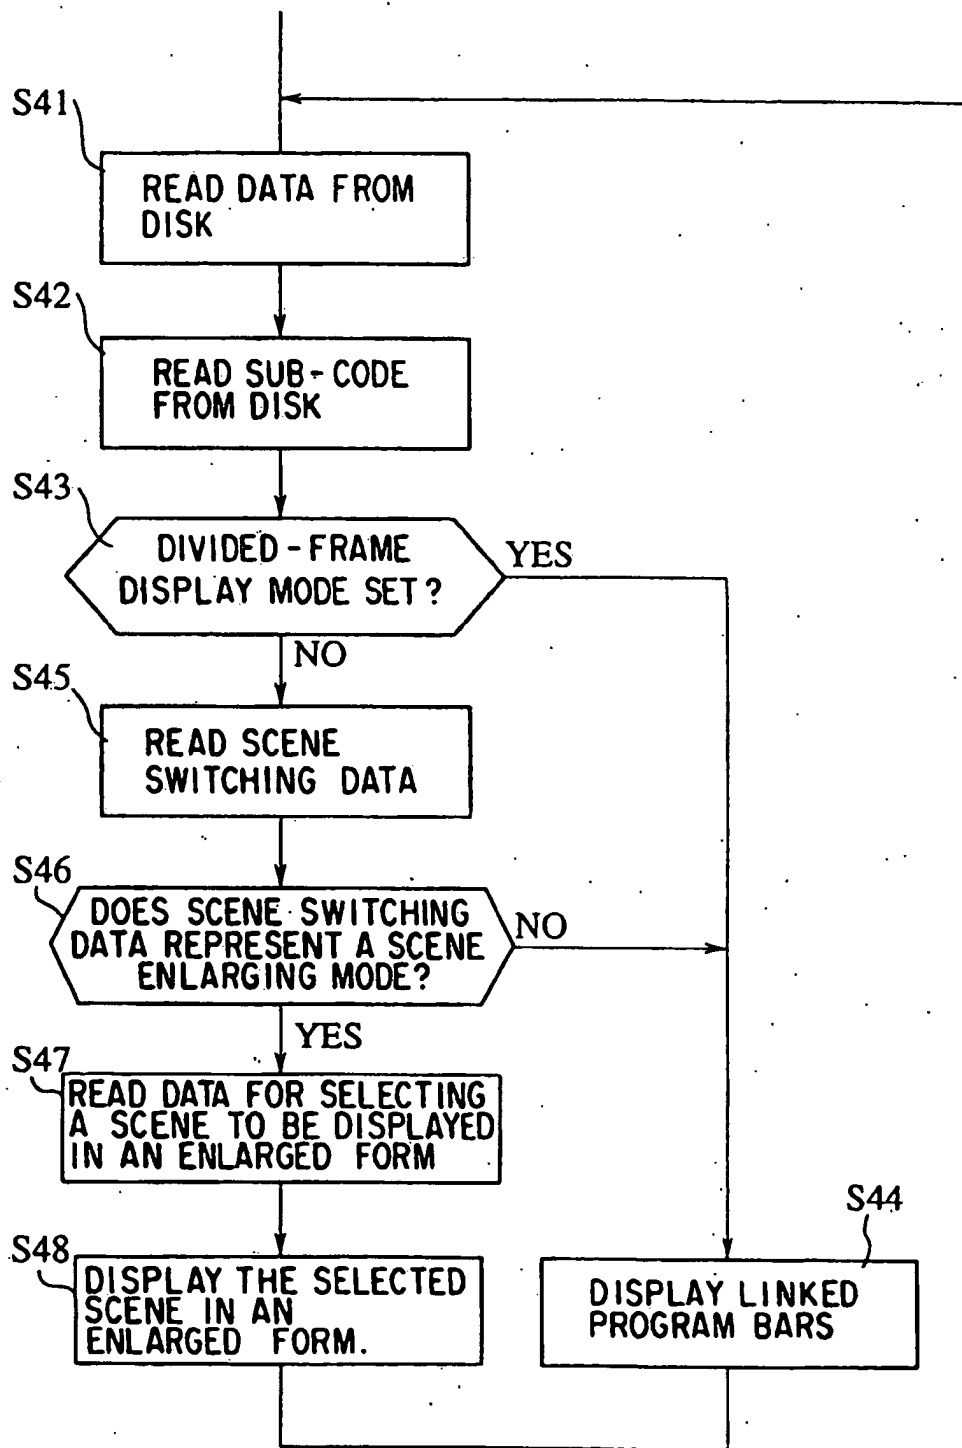 S41
READ DATA FROM
DISK
S42
READ SUB-CODE
FROM DISK
S43
DIVIDED-FRAME
DISPLAY MODE SET?
YES
NO
S45
READ SCENE
SWITCHING DATA
S46
DOES SCENE SWITCHING
DATA REPRESENT A SCENE
ENLARGING MODE?
NO
YES
S47
READ DATA FOR SELECTING
A SCENE TO BE DISPLAYED
IN AN ENLARGED FORM
S48
DISPLAY THE SELECTED
SCENE IN AN
ENLARGED FORM.
S44
DISPLAY LINKED
PROGRAM BARS